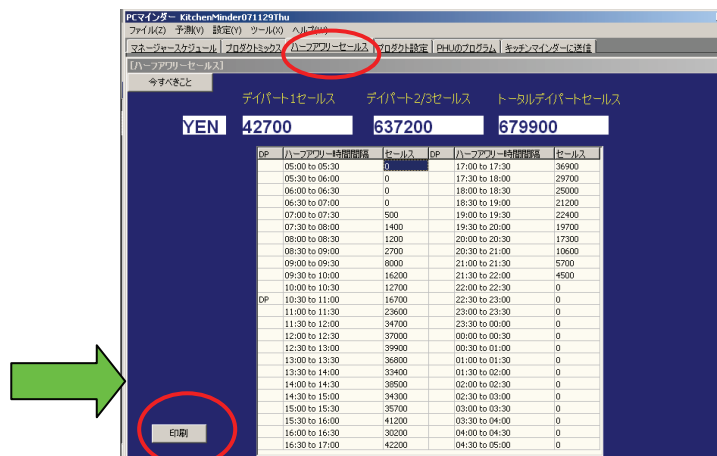 PCマインダー KitchenMinder071129Thu
ファイル(Z) 予測(V) 設定(Y) ツール(X)
マネージャースケジュール プロダクトミックス ハーフアワリーセールス プロダクト設定 PHUのプログラム キッチンマインダーに送信
[ハーフアワリーセールス]
今すべきこと
デイパート1セールス デイパート2/3セールス トータルデイパートセールス
YEN 42700 637200 679900
DP ハーフアワリー時間間隔 セールス DP ハーフアワリー時間間隔 セールス
05:00 to 05:30 0 17:00 to 17:30 36900
05:30 to 06:00 0 17:30 to 18:00 29700
06:00 to 06:30 0 18:00 to 18:30 25000
06:30 to 07:00 0 18:30 to 19:00 21200
07:00 to 07:30 500 19:00 to 19:30 22400
07:30 to 08:00 1400 19:30 to 20:00 19700
08:00 to 08:30 1200 20:00 to 20:30 17300
08:30 to 09:00 2700 20:30 to 21:00 10600
09:00 to 09:30 8000 21:00 to 21:30 5700
09:30 to 10:00 16200 21:30 to 22:00 4500
10:00 to 10:30 12700 22:00 to 22:30 0
DP 10:30 to 11:00 16700 22:30 to 23:00 0
11:00 to 11:30 23600 23:00 to 23:30 0
11:30 to 12:00 34700 23:30 to 00:00 0
12:00 to 12:30 37000 00:00 to 00:30 0
12:30 to 13:00 39900 00:30 to 01:00 0
13:00 to 13:30 36800 01:00 to 01:30 0
13:30 to 14:00 33400 01:30 to 02:00 0
14:00 to 14:30 38500 02:00 to 02:30 0
14:30 to 15:00 34300 02:30 to 03:00 0
15:00 to 15:30 35700 03:00 to 03:30 0
15:30 to 16:00 41200 03:30 to 04:00 0
16:00 to 16:30 30200 04:00 to 04:30 0
16:30 to 17:00 42200 04:30 to 05:00 0
印刷